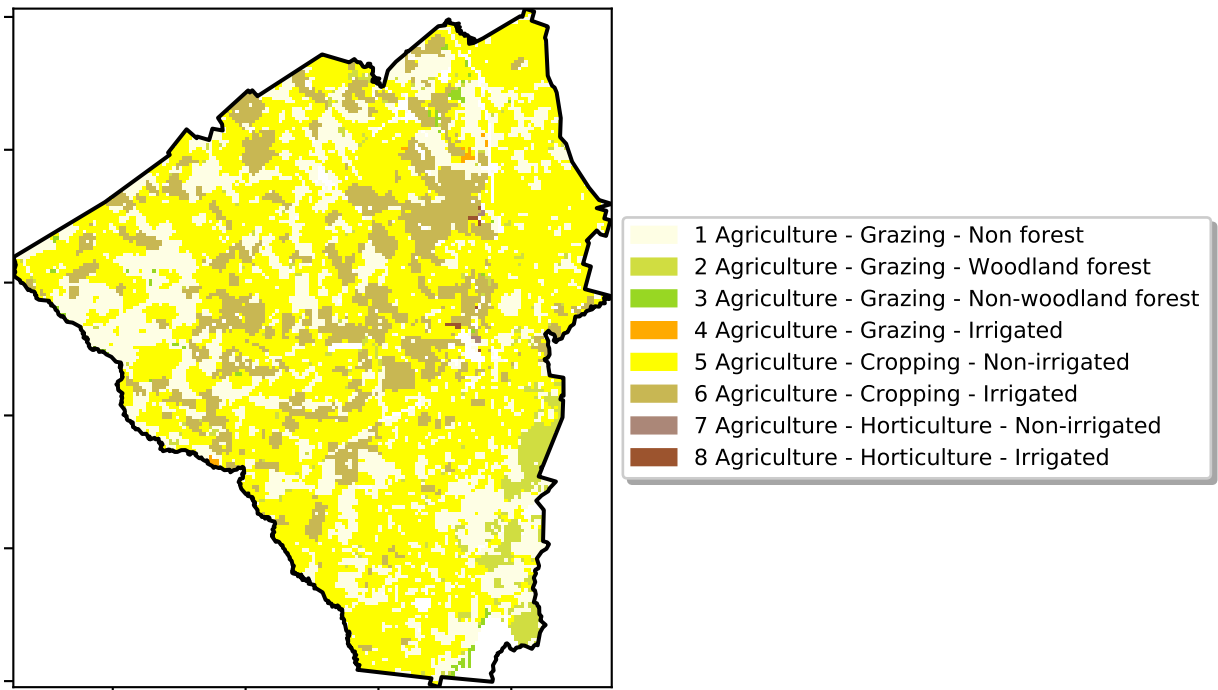 1 Agriculture - Grazing - Non forest
2 Agriculture - Grazing - Woodland forest
3 Agriculture - Grazing - Non-woodland forest
4 Agriculture - Grazing - Irrigated
5 Agriculture - Cropping - Non-irrigated
6 Agriculture - Cropping - Irrigated
7 Agriculture - Horticulture - Non-irrigated
8 Agriculture - Horticulture - Irrigated